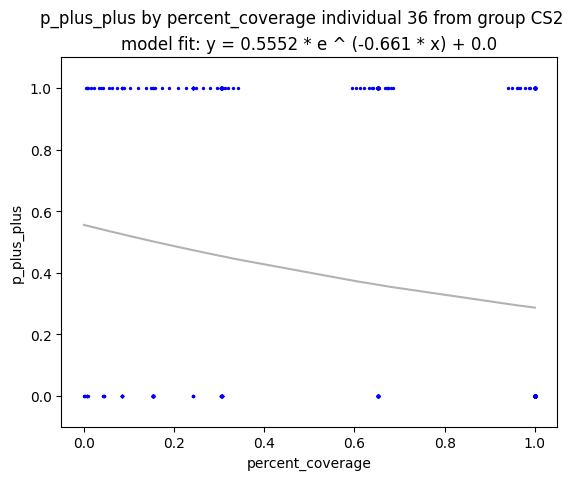 p_plus_plus by percent_coverage individual 36 from group CS2
model fit: y = 0.5552 * e ^ (-0.661 * x) + 0.0
1.0
0.8
0.6
0.4
0.2
0.0
p_plus_plus
0.0 0.2 0.4 0.6 0.8 1.0
percent_coverage